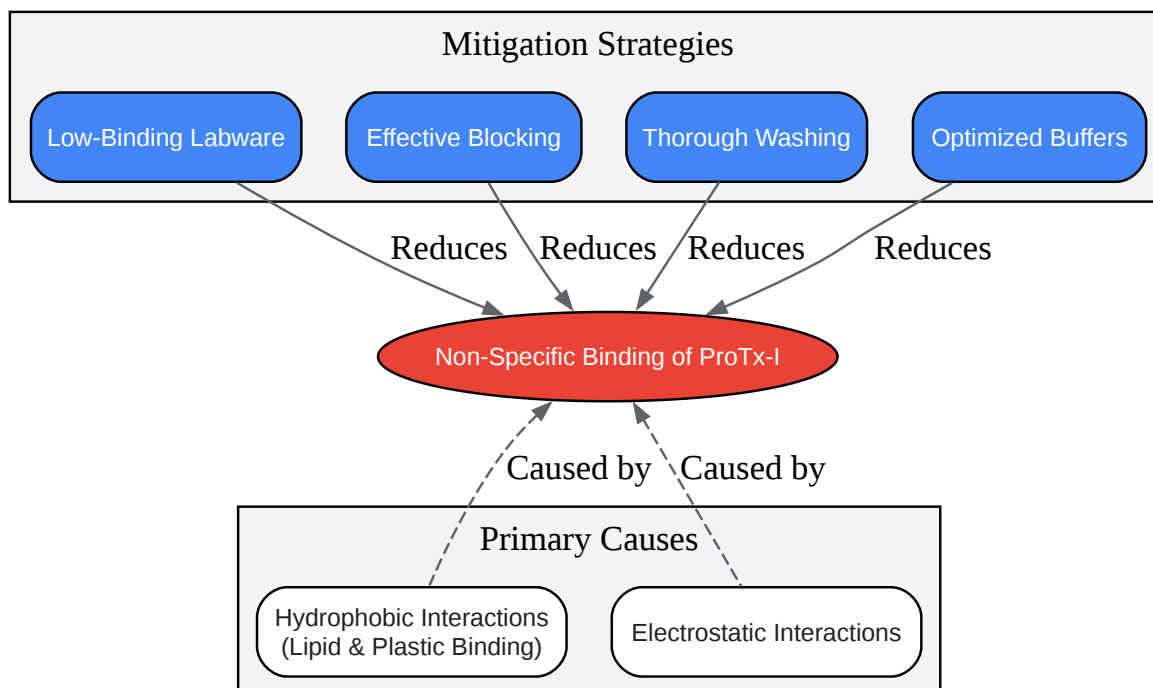 Mitigation Strategies
Low-Binding Labware
Effective Blocking
Thorough Washing
Optimized Buffers
Reduces
Reduces
Reduces
Reduces
Non-Specific Binding of ProTx-I
Caused by
Caused by
Primary Causes
Hydrophobic Interactions
(Lipid & Plastic Binding)
Electrostatic Interactions